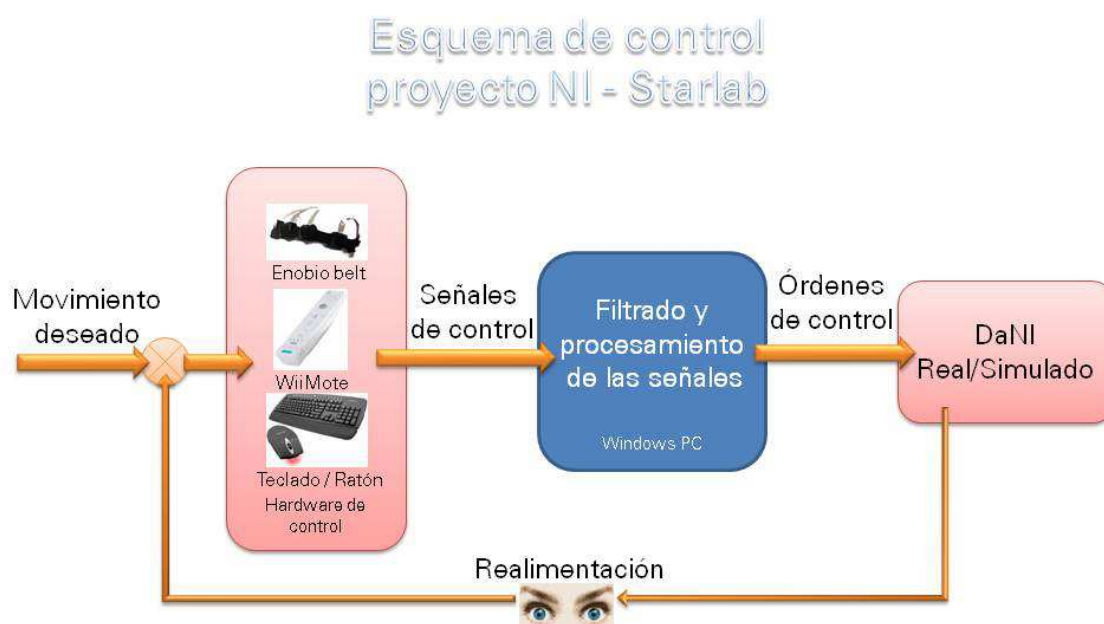 Esquema de control
proyecto NI - Starlab
Movimiento
deseado
Enobio belt
WiiMote
Teclado / Ratón
Hardware de
control
Señales
de control
Filtrado y
procesamiento
de las señales
Windows PC
Órdenes
de control
DaNI
Real/Simulado
Realimentación